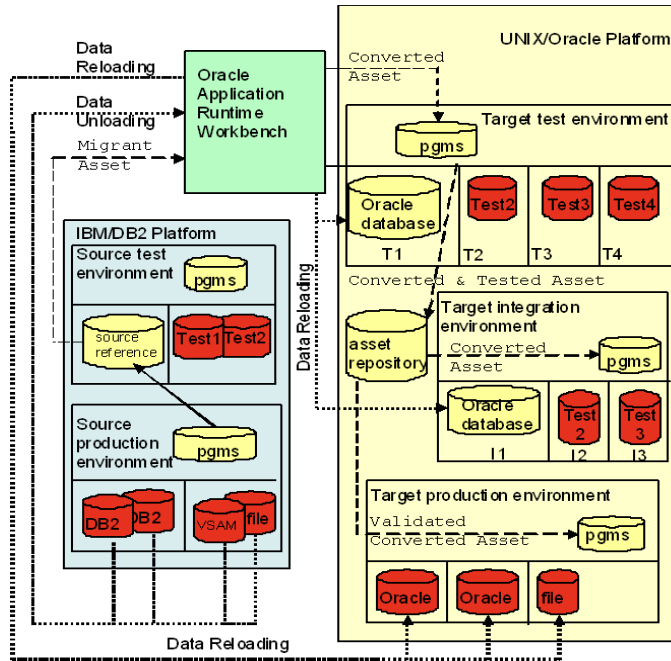 Data
Reloading
Data
Unloading
Migrant
Asset
Oracle
Application
Runtime
Workbench
Converted
Asset
UNIX/Oracle Platform
Target test environment
pgms
Oracle
database
Test2
Test3
Test4
T1
T2
T3
T4
Converted & Tested Asset
IBM/DB2 Platform
Source test
environment
pgms
source
reference
Test1
Test2
Source
production
environment
pgms
DB2
DB2
VSAM
file
Data Reloading
asset
repository
Target integration
environment
Converted
Asset
pgms
Oracle
database
Test
2
Test
3
I1
I2
I3
Target production environment
Validated
Converted Asset
pgms
Oracle
Oracle
file
Data Reloading